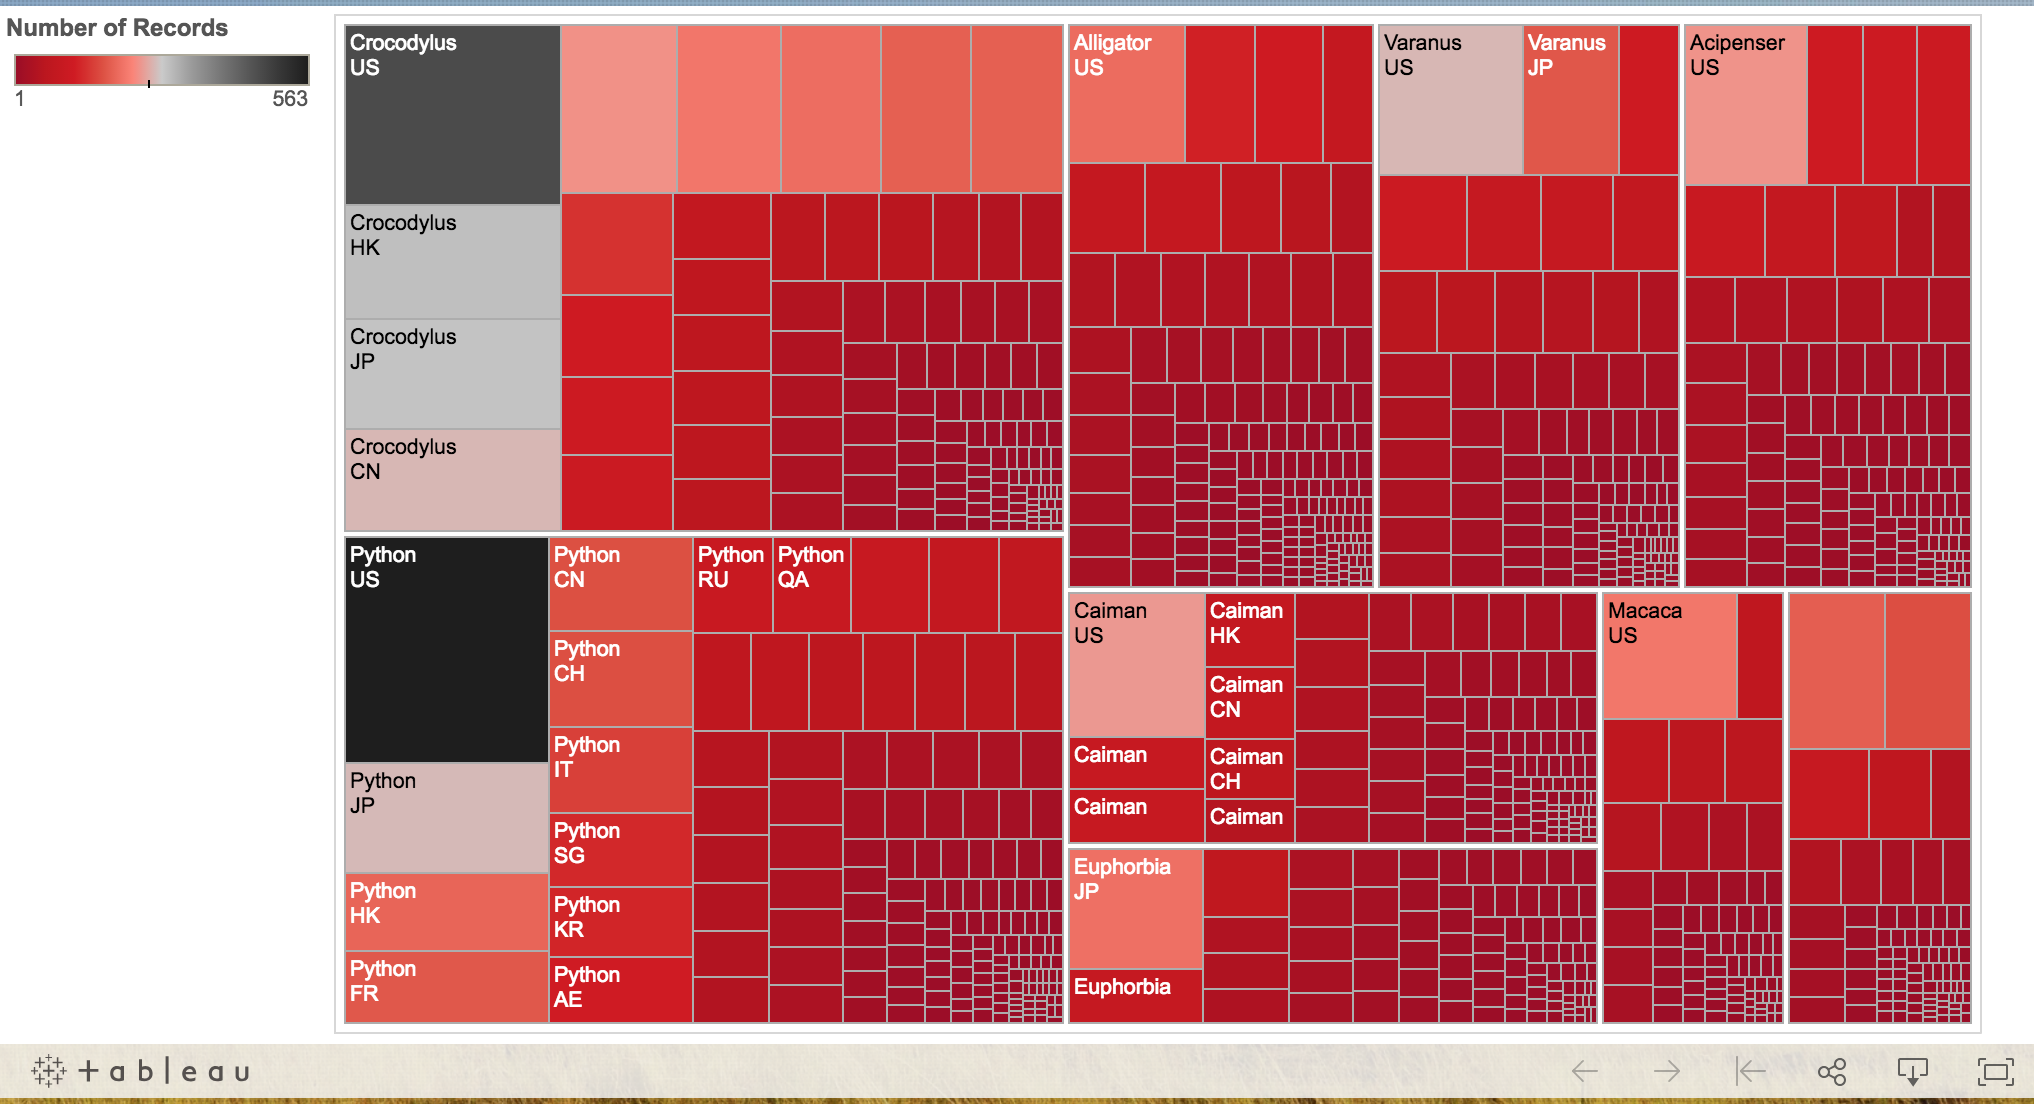 Number of Records
1
563
Crocodylus
US
Crocodylus
HK
Crocodylus
JP
Crocodylus
CN
Python
US
Python
JP
Python
HK
Python
FR
Python
CN
Python
CH
Python
IT
Python
SG
Python
KR
Python
AE
Python
RU
Python
QA
Alligator
US
Varanus
US
Varanus
JP
Acipenser
US
Caiman
US
Caiman
Caiman
Caiman
HK
Caiman
CN
Caiman
CH
Caiman
Euphorbia
JP
Euphorbia
Macaca
US
+ableau